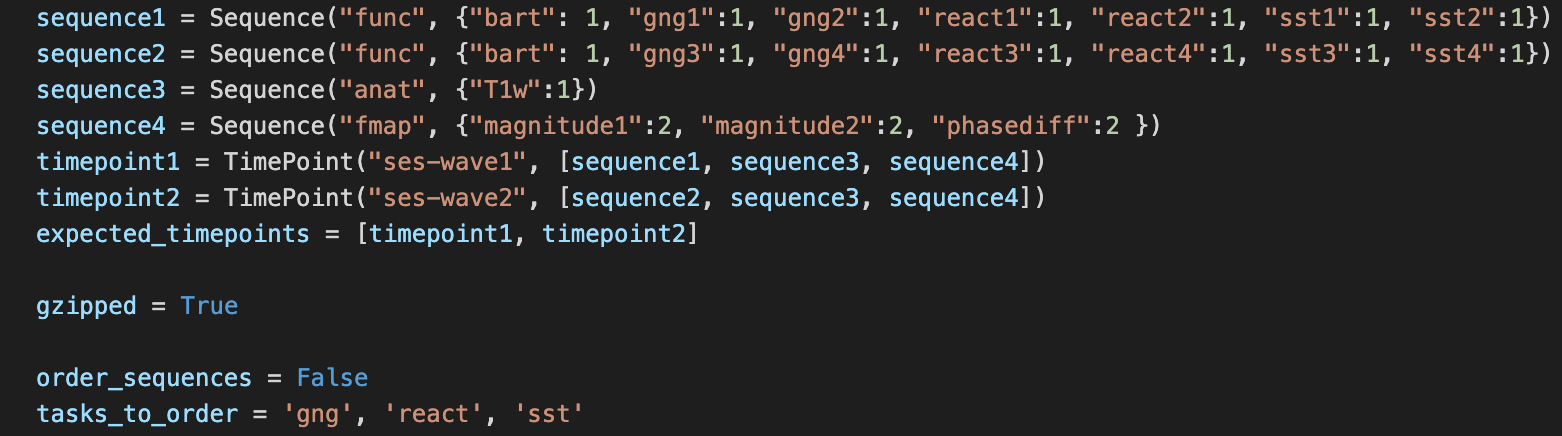 sequence1 = Sequence("func", {"bart": 1, "gng1":1, "gng2":1, "react1":1, "react2":1, "sst1":1, "sst2":1})
sequence2 = Sequence("func", {"bart": 1, "gng3":1, "gng4":1, "react3":1, "react4":1, "sst3":1, "sst4":1})
sequence3 = Sequence("anat", {"T1w":1})
sequence4 = Sequence("fmap", {"magnitude1":2, "magnitude2":2, "phasediff":2 })
timepoint1 = TimePoint("ses-wave1", [sequence1, sequence3, sequence4])
timepoint2 = TimePoint("ses-wave2", [sequence2, sequence3, sequence4])
expected_timepoints = [timepoint1, timepoint2]
gzipped = True
order_sequences = False
tasks_to_order = 'gng', 'react', 'sst'